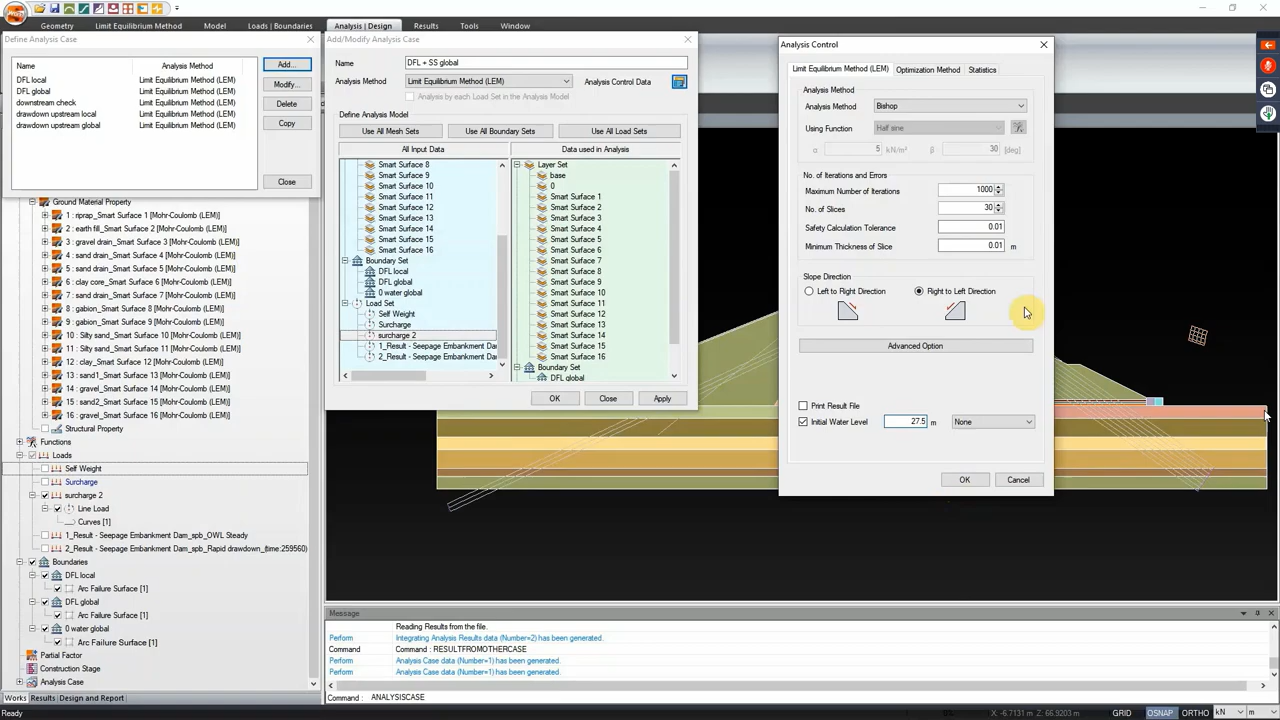 Geometry Limit Equilibrium Method Model Loads | Boundaries Analysis | Design Results Tools Window
Define Analysis Case
Name Analysis Method
DFL local Limit Equilibrium Method (LEM)
DFL global Limit Equilibrium Method (LEM)
downstream check Limit Equilibrium Method (LEM)
drawdown upstream local Limit Equilibrium Method (LEM)
drawdown upstream global Limit Equilibrium Method (LEM)
Add...
Modify...
Delete
Copy
Close
Ground Material Property
1 : riprap_Smart Surface 1 [Mohr-Coulomb (LEM)]
2 : earth fill_Smart Surface 2 [Mohr-Coulomb (LEM)]
3 : gravel drain_Smart Surface 3 [Mohr-Coulomb (LEM)]
4 : sand drain_Smart Surface 4 [Mohr-Coulomb (LEM)]
5 : sand drain_Smart Surface 5 [Mohr-Coulomb (LEM)]
6 : clay core_Smart Surface 6 [Mohr-Coulomb (LEM)]
7 : sand drain_Smart Surface 7 [Mohr-Coulomb (LEM)]
8 : gabion_Smart Surface 8 [Mohr-Coulomb (LEM)]
9 : gabion_Smart Surface 9 [Mohr-Coulomb (LEM)]
10 : Slity sand_Smart Surface 10 [Mohr-Coulomb (LEM)]
11 : Slity sand_Smart Surface 11 [Mohr-Coulomb (LEM)]
12 : clay_Smart Surface 12 [Mohr-Coulomb (LEM)]
13 : sand1_Smart Surface 13 [Mohr-Coulomb (LEM)]
14 : gravel_Smart Surface 14 [Mohr-Coulomb (LEM)]
15 : sand2_Smart Surface 15 [Mohr-Coulomb (LEM)]
16 : gravel_Smart Surface 16 [Mohr-Coulomb (LEM)]
Structural Property
Functions
Loads
Self Weight
Surcharge
surcharge 2
Line Load
Curves [1]
1_Result - Seepage Embankment Dam_spb_OWL Steady
2_Result - Seepage Embankment Dam_spb_Rapid drawdown_(time:259560)
Boundaries
DFL local
Arc Failure Surface [1]
DFL global
Arc Failure Surface [1]
0 water global
Arc Failure Surface [1]
Partial Factor
Construction Stage
Analysis Case
Works Results Design and Report
Ready
Add/Modify Analysis Case
Name DFL + SS global
Analysis Method Limit Equilibrium Method (LEM) Analysis Control Data
Analysis by each Load Set in the Analysis Model
Define Analysis Model
Use All Mesh Sets Use All Boundary Sets Use All Load Sets
All Input Data Data used in Analysis
Smart Surface 8
Smart Surface 9
Smart Surface 10
Smart Surface 11
Smart Surface 12
Smart Surface 13
Smart Surface 14
Smart Surface 15
Smart Surface 16
Boundary Set
DFL local
DFL global
0 water global
Load Set
Self Weight
Surcharge
surcharge 2
1_Result - Seepage Embankment Da
2_Result - Seepage Embankment Da
Layer Set
base
0
Smart Surface 1
Smart Surface 2
Smart Surface 3
Smart Surface 4
Smart Surface 5
Smart Surface 6
Smart Surface 7
Smart Surface 8
Smart Surface 9
Smart Surface 10
Smart Surface 11
Smart Surface 12
Smart Surface 13
Smart Surface 14
Smart Surface 15
Smart Surface 16
Boundary Set
DFL global
OK Close Apply
Analysis Control
Limit Equilibrium Method (LEM) Optimization Method Statistics
Analysis Method
Analysis Method Bishop
Using Function Half sine
α 5 kN/m³ β 30 [deg]
No. of Iterations and Errors
Maximum Number of Iterations 1000
No. of Slices 30
Safety Calculation Tolerance 0.01
Minimum Thickness of Slice 0.01 m
Slope Direction
Left to Right Direction Right to Left Direction
Advanced Option
Print Result File
Initial Water Level 27.5 m None
OK Cancel
Message
Reading Results from the file.
Perform Integrating Analysis Results data (Number=2) has been generated.
Command Command : RESULTFROMOTHERCASE
Perform Analysis Case data (Number=1) has been generated.
Perform Analysis Case data (Number=1) has been generated.
Command : ANALYSISCASE
X: -6.7131 M, Y: 66.9203 M GRID OSNAP ORTHO kN m